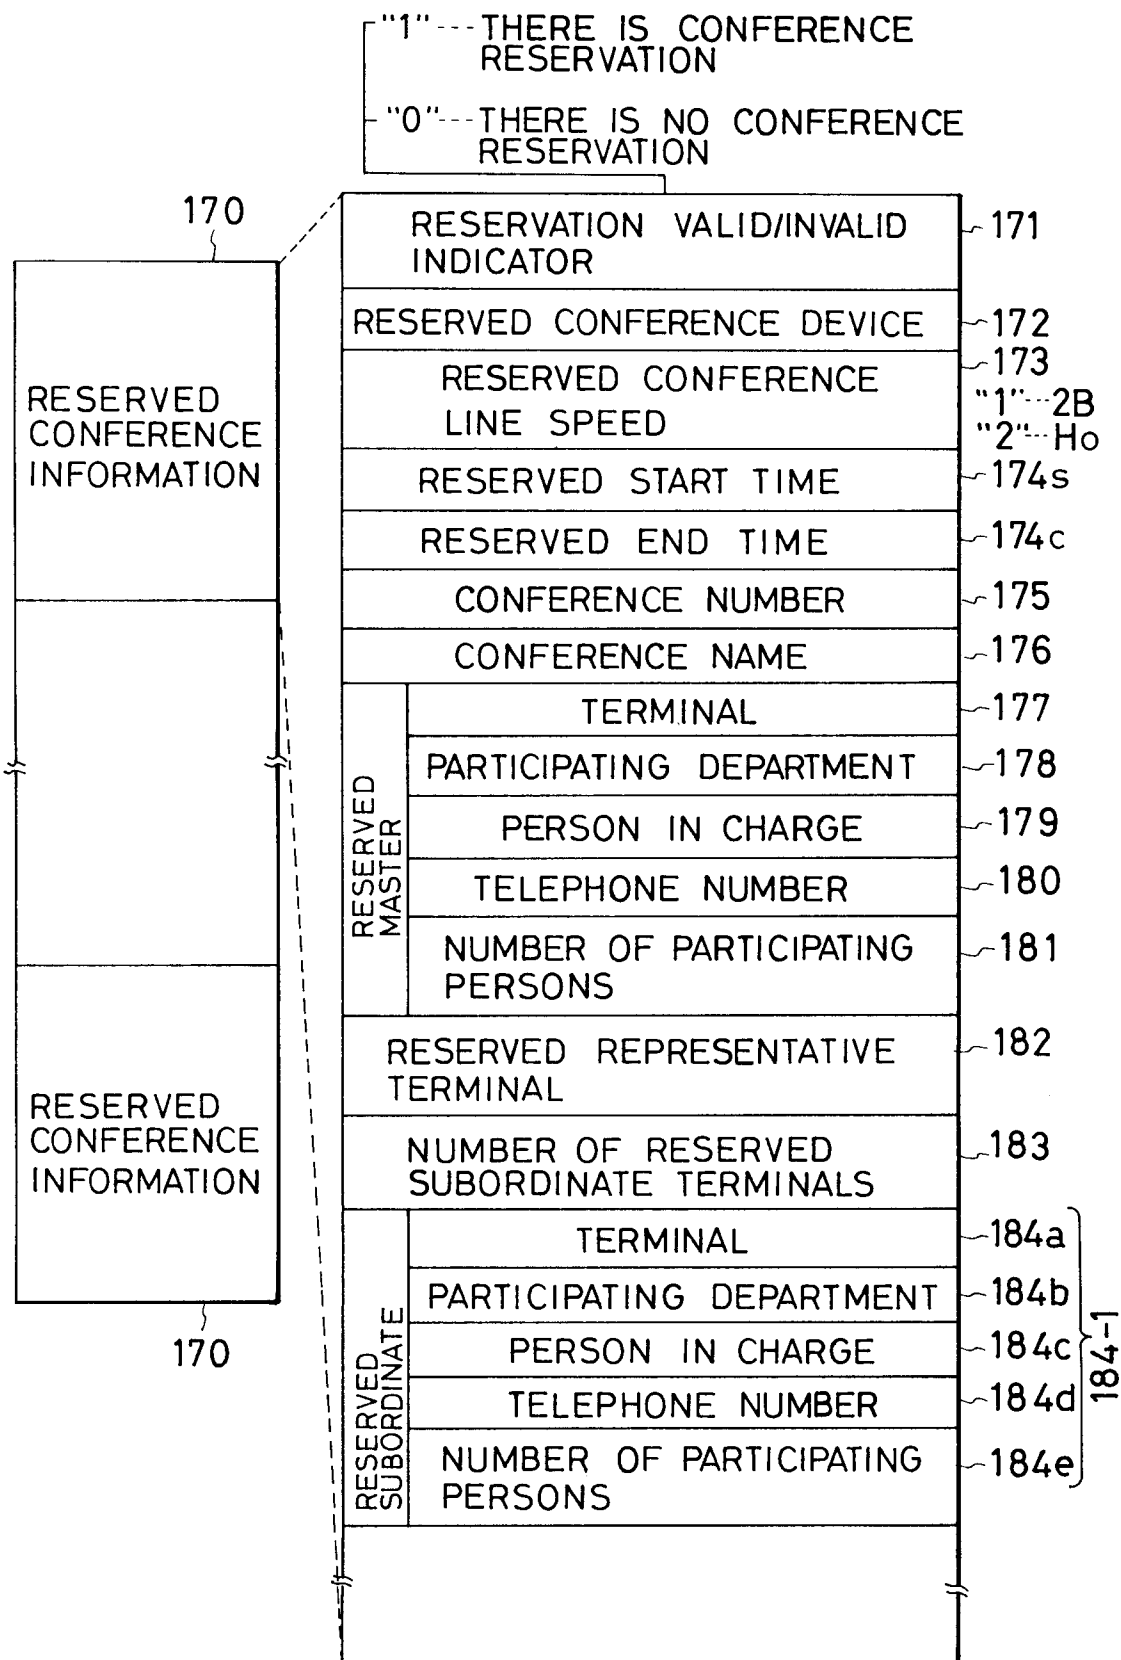 "1"---THERE IS CONFERENCE
RESERVATION
"0"---THERE IS NO CONFERENCE
RESERVATION
170
RESERVED
CONFERENCE
INFORMATION
RESERVED
CONFERENCE
INFORMATION
170
RESERVATION VALID/INVALID
INDICATOR
171
RESERVED CONFERENCE DEVICE
172
RESERVED CONFERENCE
LINE SPEED
173
"1"---2B
"2"---Ho
RESERVED START TIME
174s
RESERVED END TIME
174c
CONFERENCE NUMBER
175
CONFERENCE NAME
176
RESERVED
MASTER
TERMINAL
177
PARTICIPATING DEPARTMENT
178
PERSON IN CHARGE
179
TELEPHONE NUMBER
180
NUMBER OF PARTICIPATING
PERSONS
181
RESERVED REPRESENTATIVE
TERMINAL
182
NUMBER OF RESERVED
SUBORDINATE TERMINALS
183
RESERVED
SUBORDINATE
TERMINAL
184a
PARTICIPATING DEPARTMENT
184b
PERSON IN CHARGE
184c
TELEPHONE NUMBER
184d
NUMBER OF PARTICIPATING
PERSONS
184e
184-1